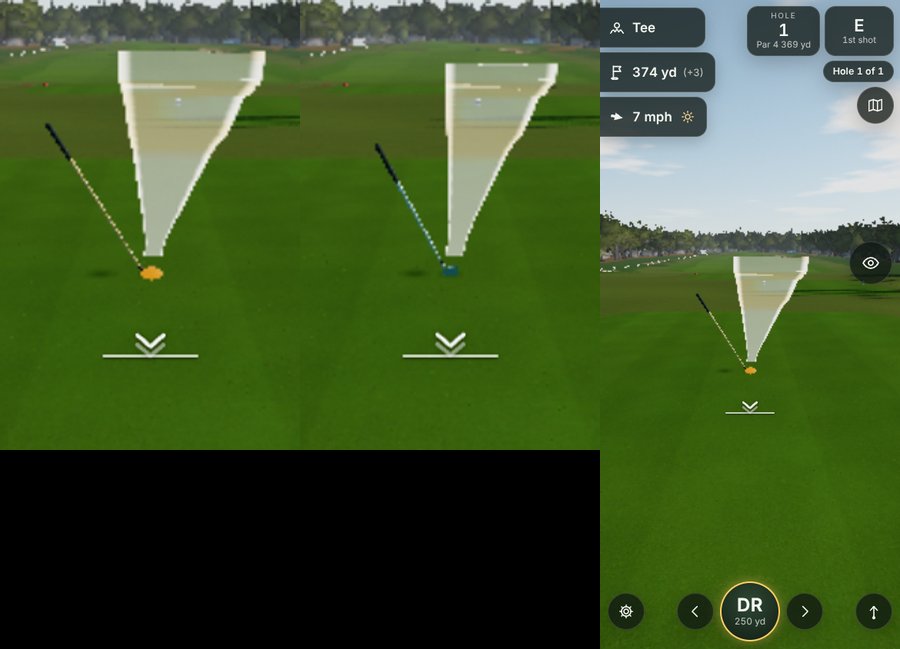 Tee
HOLE
1
Par 4 369 yd
E
1st shot
374 yd (+3)
Hole 1 of 1
7 mph
DR
250 yd